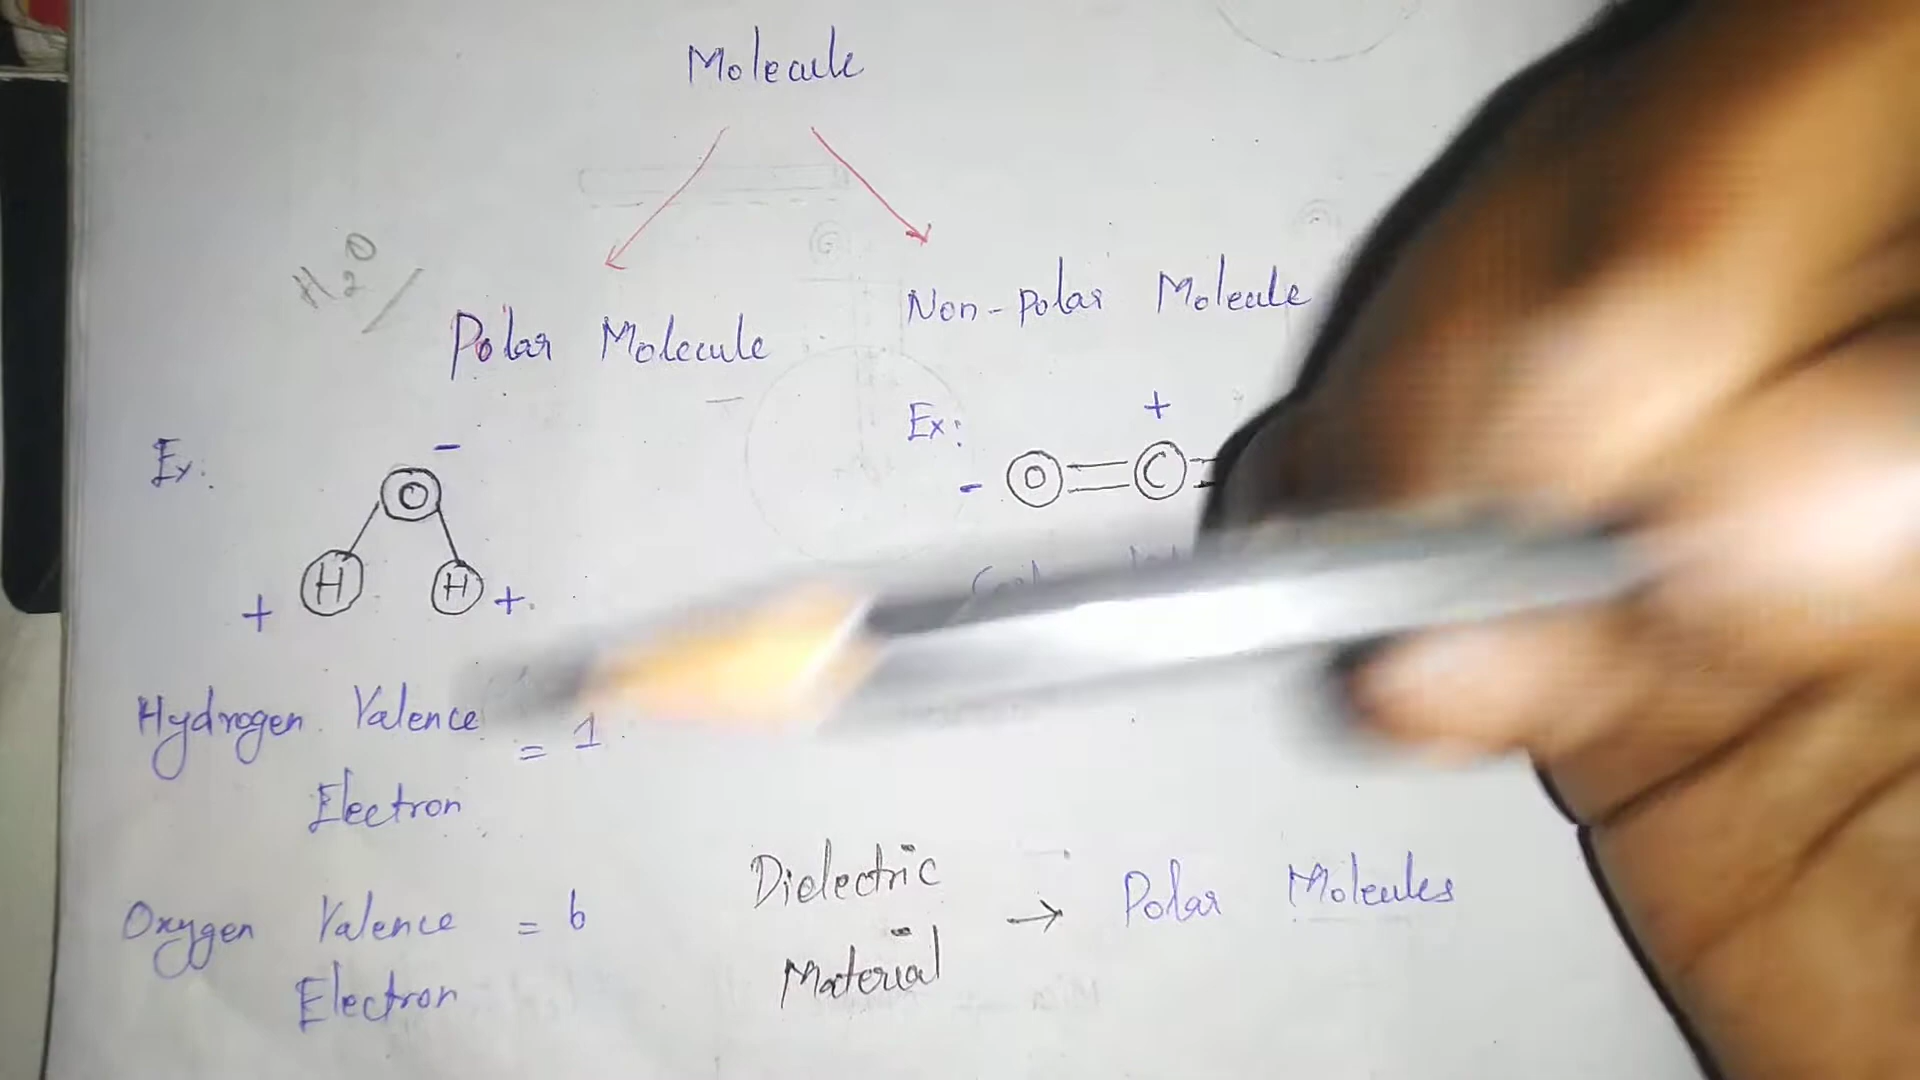 Molecule
H2O
Polar Molecule
Non-polar Molecule
Ex:
-
O
H
H
+
+
Ex:
+
-
O
C
Hydrogen Valence
Electron
= 1
Oxygen Valence = 6
Electron
Dielectric
Material
→ Polar Molecules